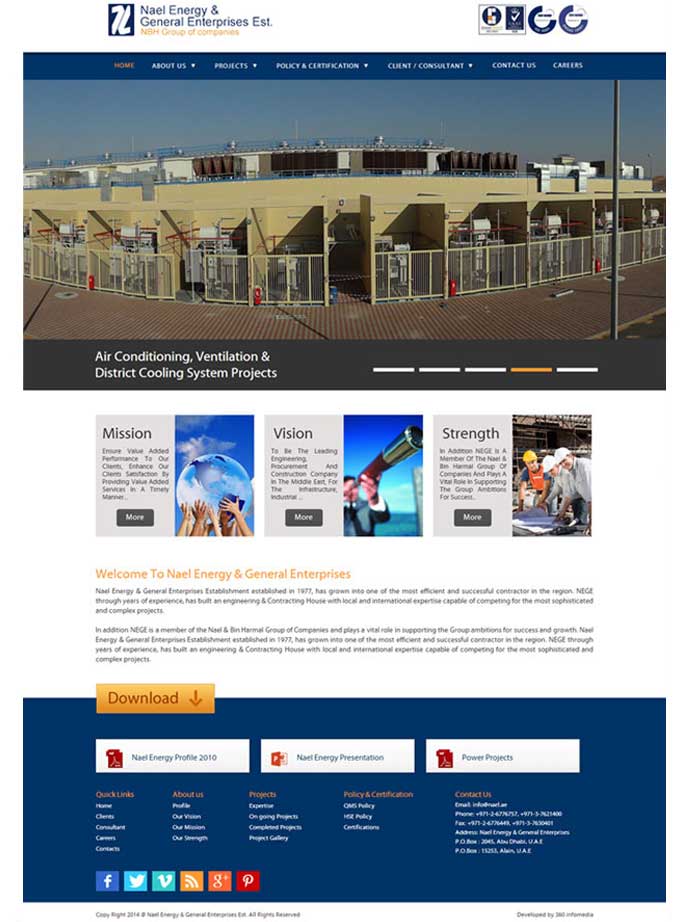 Nael Energy &
General Enterprises Est.
NBH Group of companies
HOME ABOUT US ▼ PROJECTS ▼ POLICY & CERTIFICATION ▼ CLIENT / CONSULTANT ▼ CONTACT US CAREERS
Air Conditioning, Ventilation &
District Cooling System Projects
Mission
Ensure Value Added
Performance To Our
Clients, Enhance Our
Clients Satisfaction By
Providing Value Added
Services In A Timely
Manner...
More
Vision
To Be The Leading
Engineering,
Procurement And
Construction Company
In The Middle East, For
The Infrastructure,
Industrial ...
More
Strength
In Addition NEGE Is A
Member Of The Nael &
Bin Harmal Group Of
Companies And Plays A
Vital Role In Supporting
The Group Ambitions
For Success...
More
Welcome To Nael Energy & General Enterprises
Nael Energy & General Enterprises Establishment established in 1977, has grown into one of the most efficient and successful contractor in the region. NEGE
through years of experience, has built an engineering & Contracting House with local and international expertise capable of competing for the most sophisticated
and complex projects.
In addition NEGE is a member of the Nael & Bin Harmal Group of Companies and plays a vital role in supporting the Group ambitions for success and growth. Nael
Energy & General Enterprises Establishment established in 1977, has grown into one of the most efficient and successful contractor in the region. NEGE through
years of experience, has built an engineering & Contracting House with local and international expertise capable of competing for the most sophisticated and
complex projects.
Download
Nael Energy Profile 2010
Nael Energy Presentation
Power Projects
Quick Links
Home
Clients
Consultant
Careers
Contacts
About us
Profile
Our Vision
Our Mission
Our Strength
Projects
Expertise
On going Projects
Completed Projects
Project Gallery
Policy & Certification
QMS Policy
HSE Policy
Certifications
Contact Us
Email: info@nael.ae
Phone: +971-2-6776757, +971-3-7621400
Fax: +971-2-6776449, +971-3-7630401
Address: Nael Energy & General Enterprises
P.O.Box : 2045, Abu Dhabi, U.A.E
P.O.Box : 15253, Alain, U.A.E
Copy Right 2014 @ Nael Energy & General Enterprises Est. All Rights Reserved
Developed by 360 infomedia